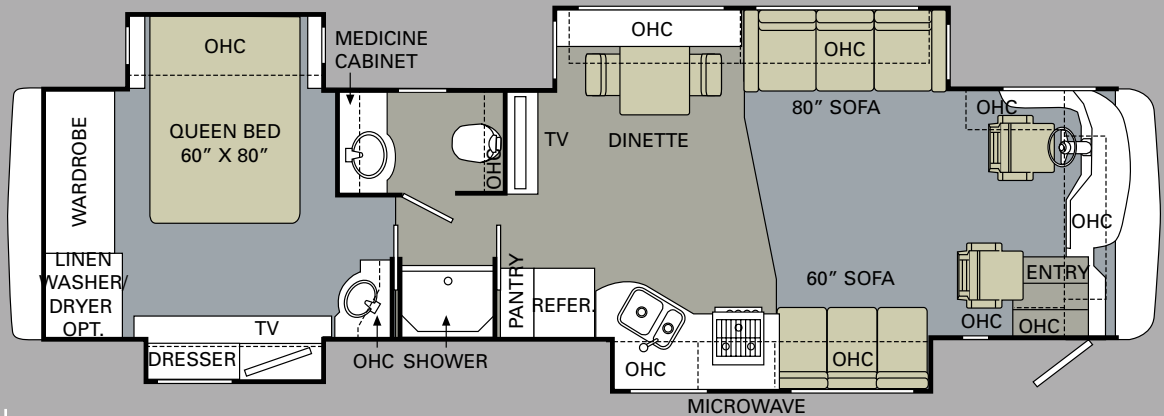 OHC
MEDICINE
CABINET
OHC
OHC
QUEEN BED
60” X 80”
WARDROBE
OHC
TV
DINETTE
80” SOFA
OHC
OHC
LINEN
WASHER/
DRYER
OPT.
TV
DRESSER
OHC
SHOWER
PANTRY
REFER.
OHC
MICROWAVE
60” SOFA
OHC
ENTRY
OHC
OHC